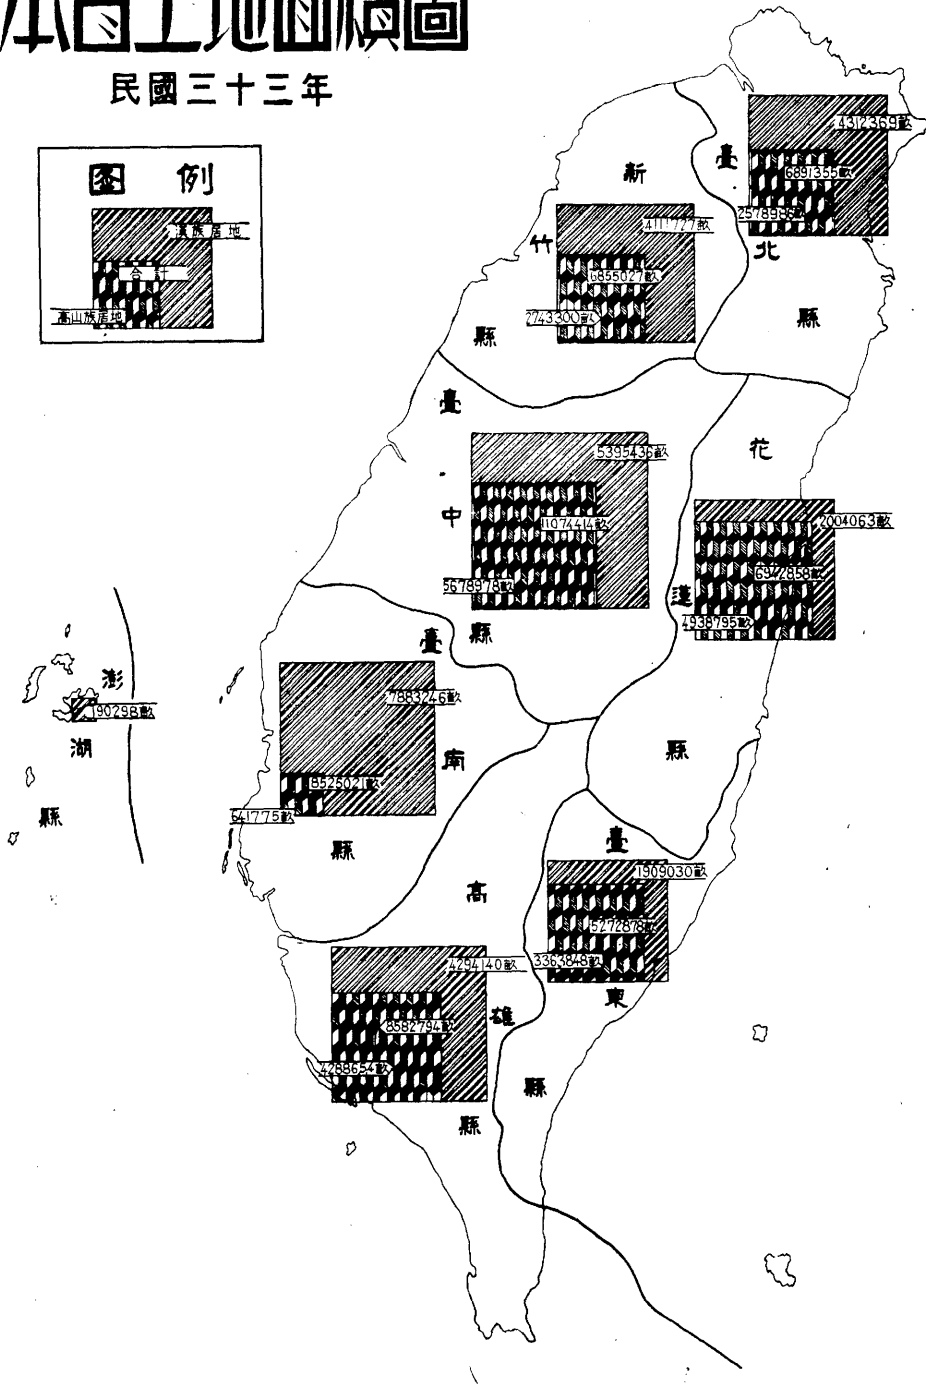 本省土地面積圖
民國三十三年
圖例
漢族居地
合計
高山族居地
臺北縣
4312369畝
6891355畝
2578986畝
新竹縣
4111727畝
6855027畝
2743300畝
臺中縣
5395436畝
11074414畝
5678978畝
花蓮縣
2004063畝
6942858畝
4938795畝
澎湖縣
190298畝
臺南縣
7883246畝
8525021畝
641775畝
臺東縣
1909030畝
5272878畝
3363848畝
高雄縣
4294140畝
8582794畝
4288654畝